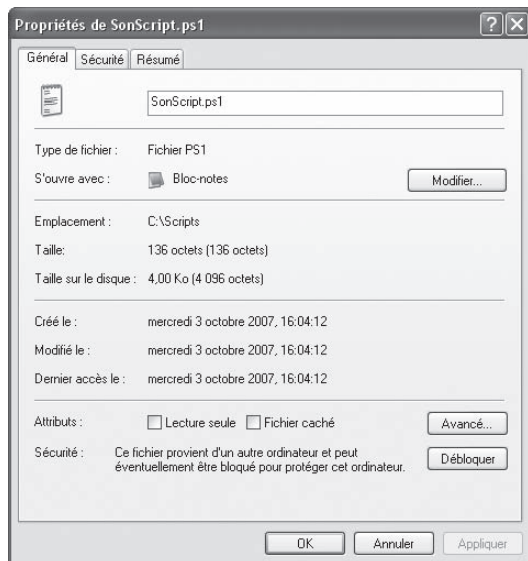 Propriétés de SonScript.ps1
Général Sécurité Résumé
SonScript.ps1
Type de fichier : Fichier PS1
S'ouvre avec : Bloc-notes Modifier...
Emplacement : C:\Scripts
Taille: 136 octets (136 octets)
Taille sur le disque : 4,00 Ko (4 096 octets)
Créé le : mercredi 3 octobre 2007, 16:04:12
Modifié le : mercredi 3 octobre 2007, 16:04:12
Dernier accès le : mercredi 3 octobre 2007, 16:04:12
Attributs : Lecture seule Fichier caché Avancé...
Sécurité : Ce fichier provient d'un autre ordinateur et peut
éventuellement être bloqué pour protéger cet ordinateur. Débloquer
OK Annuler Appliquer